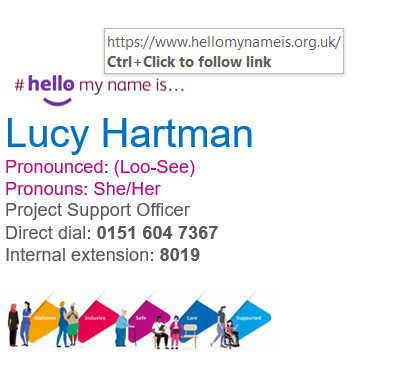 https://www.hellomynameis.org.uk/
Ctrl+Click to follow link
# hello my name is...
Lucy Hartman
Pronounced: (Loo-See)
Pronouns: She/Her
Project Support Officer
Direct dial: 0151 604 7367
Internal extension: 8019
Welcome Inclusive Safe Care Supported